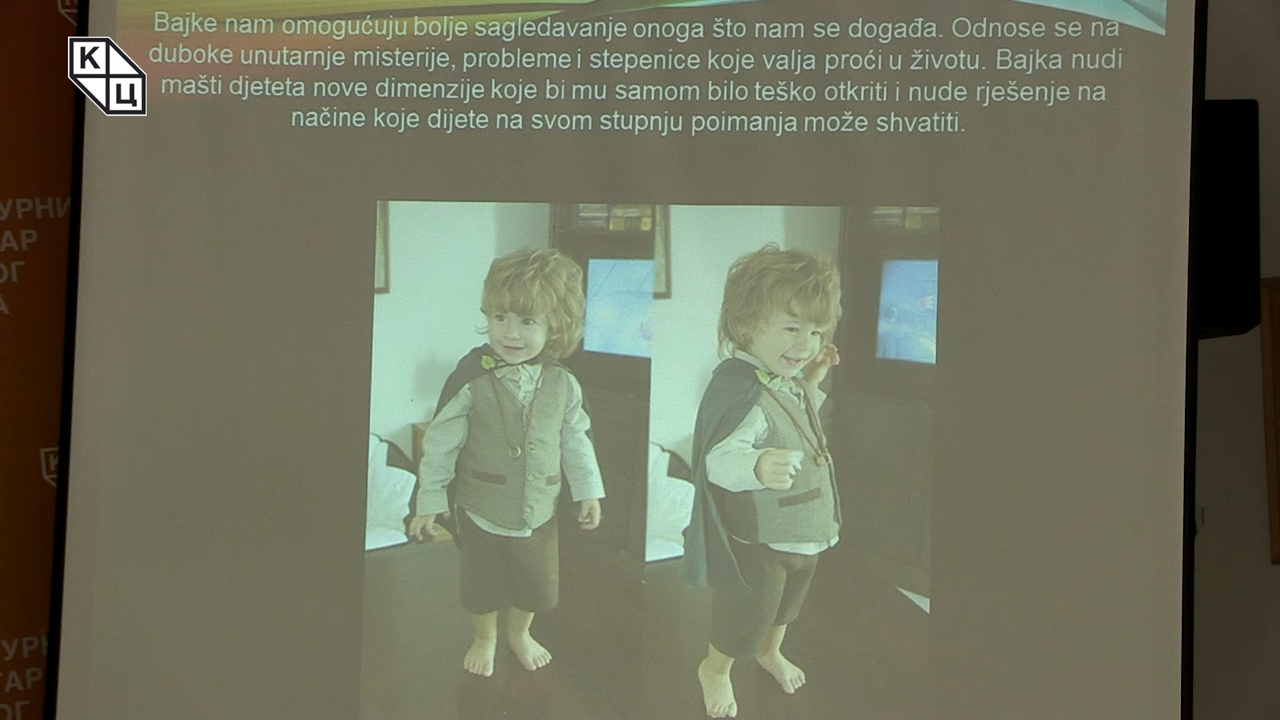 Bajke nam omogućuju bolje sagledavanje onoga što nam se događa. Odnose se na
duboke unutarnje misterije, probleme i stepenice koje valja proći u životu. Bajka nudi
mašti djeteta nove dimenzije koje bi mu samom bilo teško otkriti i nude rješenje na
načine koje dijete na svom stupnju poimanja može shvatiti.
К
Ц